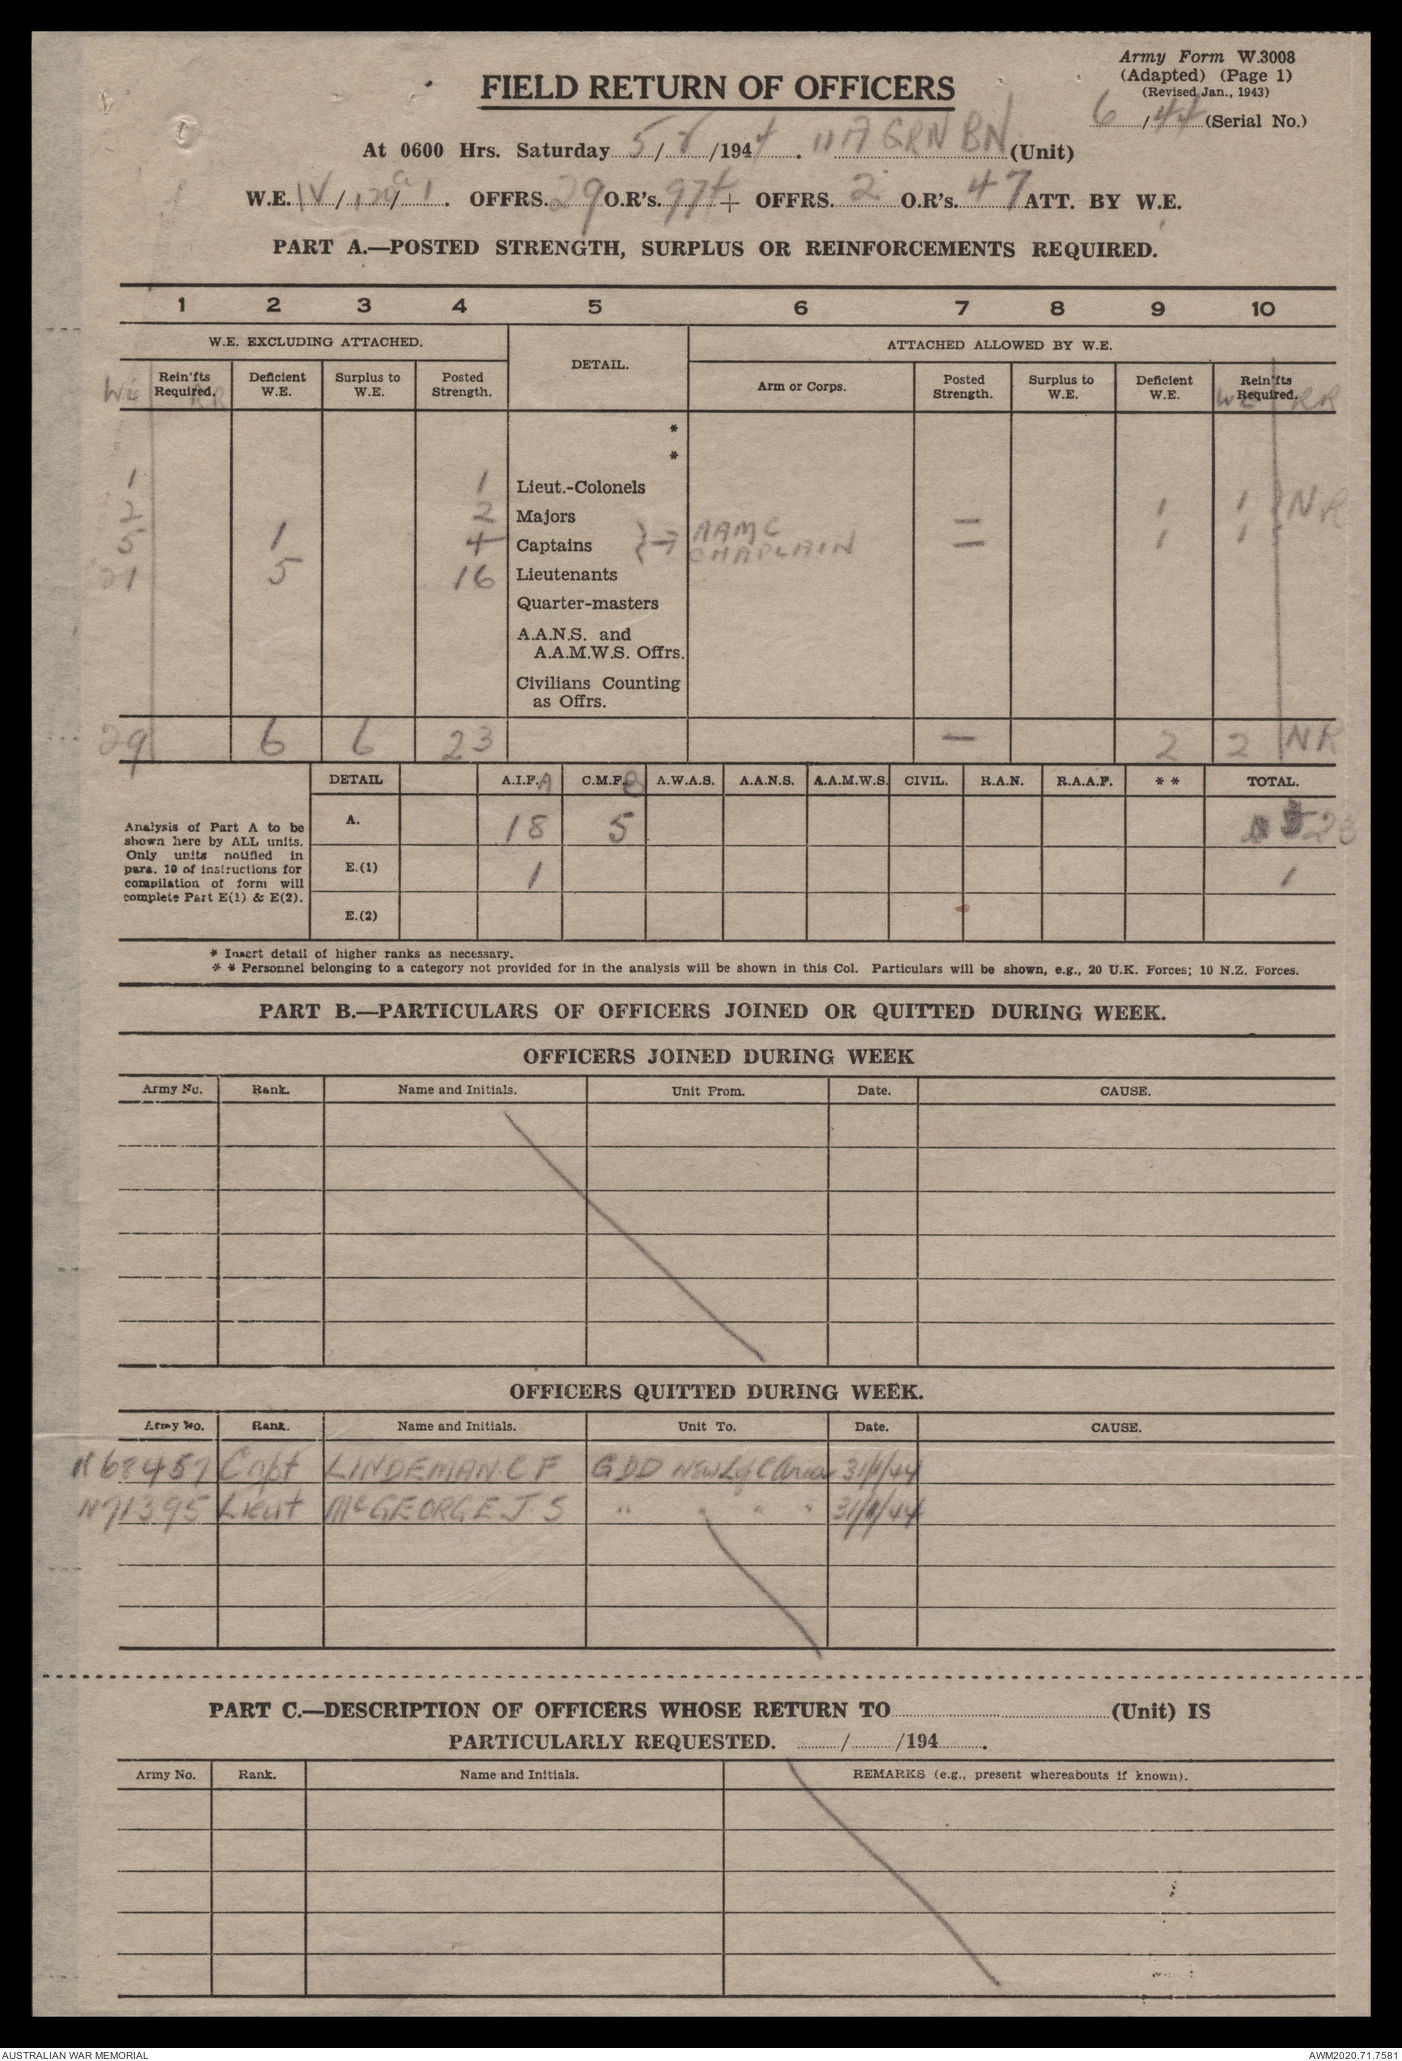 Army Form W.3008
(Adapted) (Page 1)
(Revised Jan., 1943)
6/44 (Serial No.)
FIELD RETURN OF OFFICERS
At 0600 Hrs. Saturday 5/2/1944. 11 A GRN BN (Unit)
W.E. IV/ / 1. OFFRS. 29 O.R's. 974 + OFFRS. 2 O.R's. 47 ATT. BY W.E.
PART A.—POSTED STRENGTH, SURPLUS OR REINFORCEMENTS REQUIRED.
1 2 3 4 5 6 7 8 9 10
W.E. EXCLUDING ATTACHED. DETAIL. ATTACHED ALLOWED BY W.E.
WE Rein'fts Required. RR Deficient W.E. Surplus to W.E. Posted Strength. Arm or Corps. Posted Strength. Surplus to W.E. Deficient W.E. Rein'fts Required. WE RR
*
*
1 1 Lieut.-Colonels
2 2 Majors 1 1 } NR
5 1 4 Captains } → AAMC — 1 1
CHAPLAIN —
21 5 16 Lieutenants
Quarter-masters
A.A.N.S. and
A.A.M.W.S. Offrs.
Civilians Counting
as Offrs.
29 6 6 23 — 2 2 NR
DETAIL A.I.F. A C.M.F. B A.W.A.S. A.A.N.S. A.A.M.W.S. CIVIL. R.A.N. R.A.A.F. * * TOTAL.
Analysis of Part A to be
shown here by ALL units.
Only units notified in
para. 10 of instructions for
compilation of form will
complete Part E(1) & E(2).
A. 18 5 23
E.(1) 1 1
E.(2)
* Insert detail of higher ranks as necessary.
* * Personnel belonging to a category not provided for in the analysis will be shown in this Col. Particulars will be shown, e.g., 20 U.K. Forces; 10 N.Z. Forces.
PART B.—PARTICULARS OF OFFICERS JOINED OR QUITTED DURING WEEK.
OFFICERS JOINED DURING WEEK
Army No. Rank. Name and Initials. Unit From. Date. CAUSE.
OFFICERS QUITTED DURING WEEK.
Army No. Rank. Name and Initials. Unit To. Date. CAUSE.
N68457 Capt LINDEMAN. C F GDD NSW L of C Area 31/1/44
N71395 Lieut McGEORGE J S " " " " 31/1/44
PART C.—DESCRIPTION OF OFFICERS WHOSE RETURN TO (Unit) IS
PARTICULARLY REQUESTED. / /194 .
Army No. Rank. Name and Initials. REMARKS (e.g., present whereabouts if known).
AUSTRALIAN WAR MEMORIAL AWM2020.71.7581